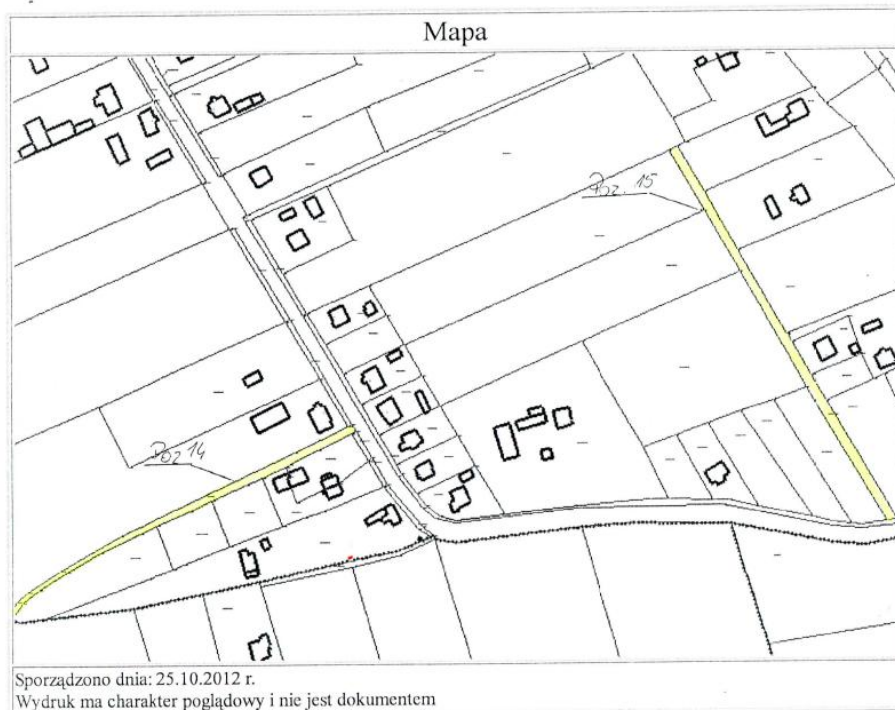 Mapa
Poz. 15
Poz 14
Sporządzono dnia: 25.10.2012 r.
Wydruk ma charakter poglądowy i nie jest dokumentem